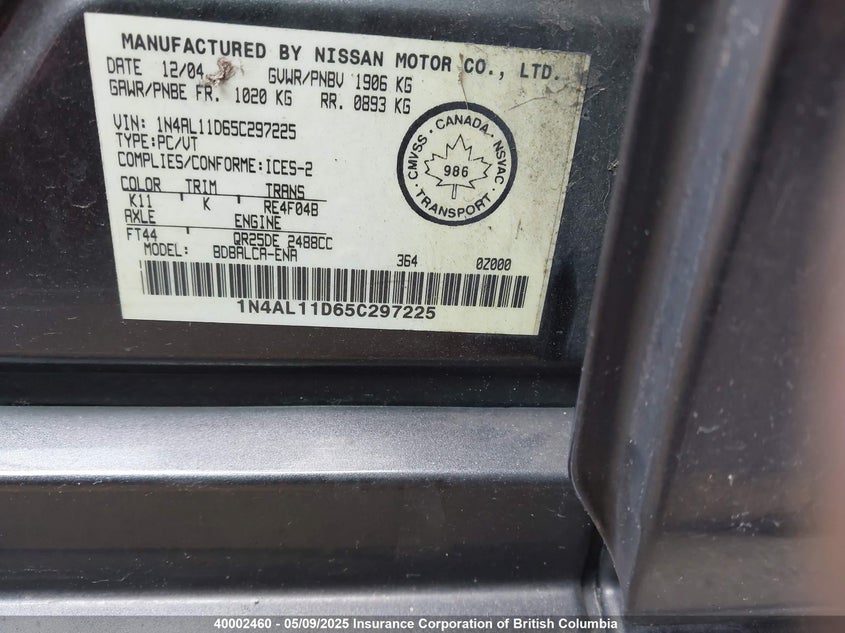 MANUFACTURED BY NISSAN MOTOR CO., LTD.
DATE 12/04 GVWR/PNBV 1906 KG
GAWR/PNBE FR. 1020 KG RR. 0893 KG
VIN: 1N4AL11D65C297225
TYPE:PC/VT
COMPLIES/CONFORME:ICES-2
COLOR TRIM TRANS
K11 K RE4F04B
AXLE ENGINE
FT44 QR25DE 2488CC
MODEL: BDBALCA-ENA 364 0Z000
1N4AL11D65C297225
CMVSS · CANADA · NSVAC · TRANSPORT ·
986
40002460 - 05/09/2025 Insurance Corporation of British Columbia